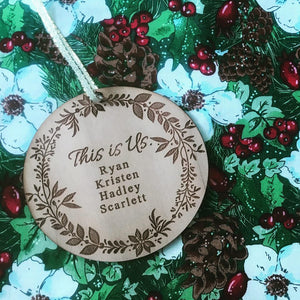 This is Us.
Ryan
Kristen
Hadley
Scarlett